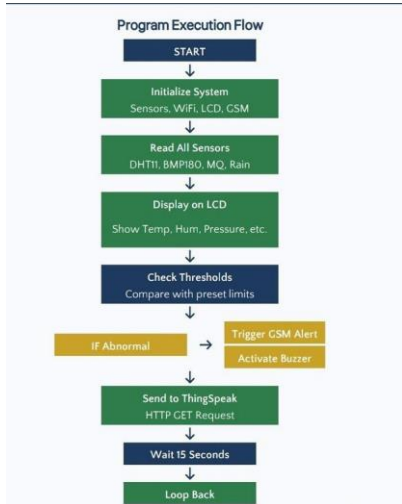 Program Execution Flow
START
Initialize System
Sensors, WiFi, LCD, GSM
Read All Sensors
DHT11, BMP180, MQ, Rain
Display on LCD
Show Temp, Hum, Pressure, etc.
Check Thresholds
Compare with preset limits
IF Abnormal
Trigger GSM Alert
Activate Buzzer
Send to ThingSpeak
HTTP GET Request
Wait 15 Seconds
Loop Back